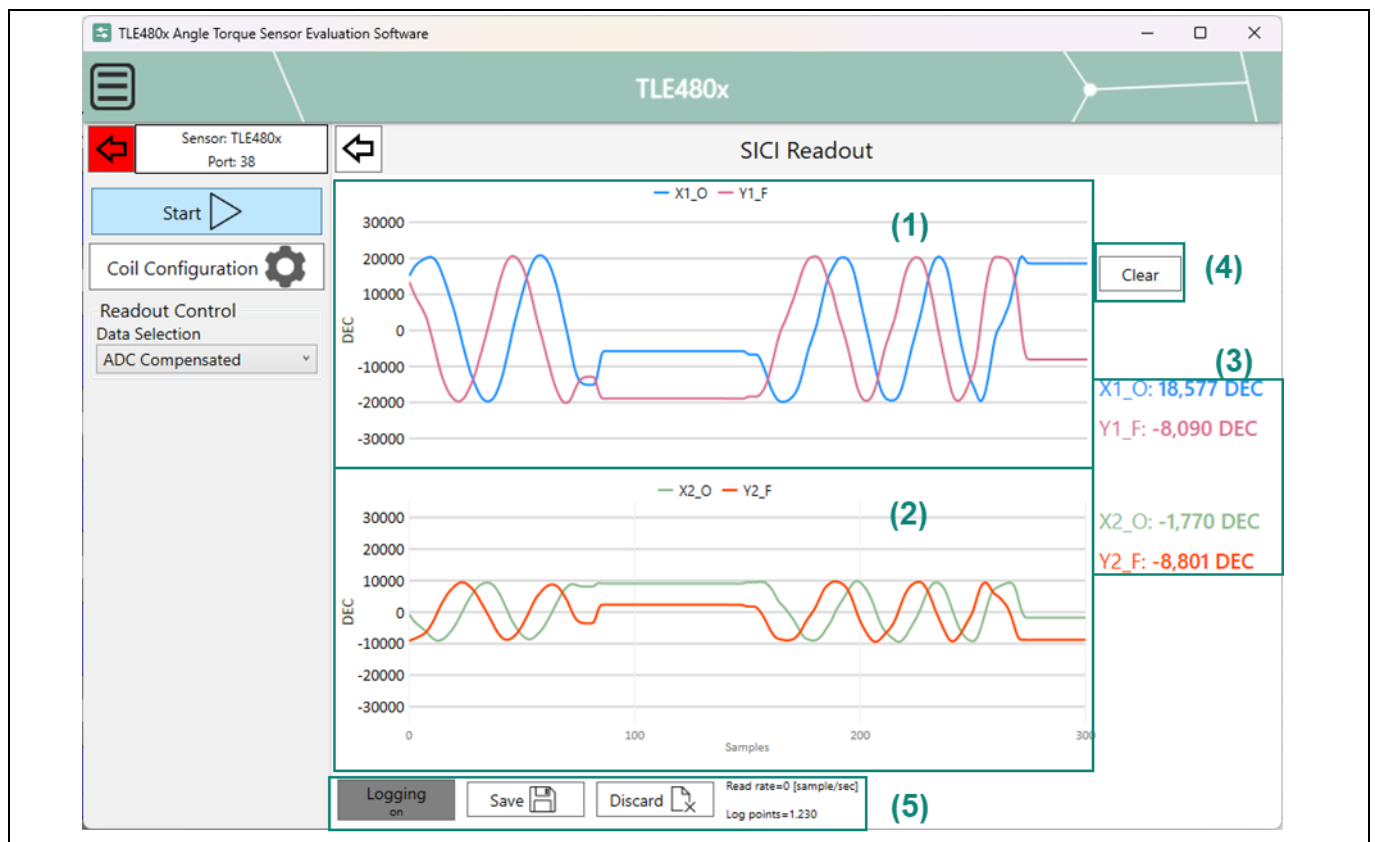 TLE480x Angle Torque Sensor Evaluation Software
TLE480x
Sensor: TLE480x
Port: 38
SICI Readout
Start
Coil Configuration
Readout Control
Data Selection
ADC Compensated
X1_O Y1_F
(1)
30000
20000
10000
0
-10000
-20000
-30000
DEC
Clear
(4)
(3)
X1_O: 18,577 DEC
Y1_F: -8,090 DEC
X2_O: -1,770 DEC
Y2_F: -8,801 DEC
X2_O Y2_F
(2)
30000
20000
10000
0
-10000
-20000
-30000
DEC
0 100 200 300
Samples
Logging
on
Save
Discard
Read rate=0 [sample/sec]
Log points=1.230
(5)